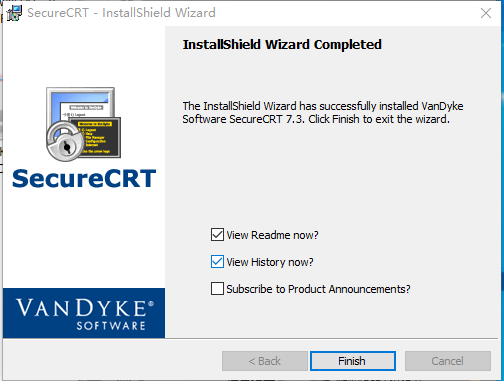 SecureCRT - InstallShield Wizard
InstallShield Wizard Completed
The InstallShield Wizard has successfully installed VanDyke
Software SecureCRT 7.3. Click Finish to exit the wizard.
SecureCRT
View Readme now?
View History now?
Subscribe to Product Announcements?
VANDYKE®
SOFTWARE
< Back
Finish
Cancel